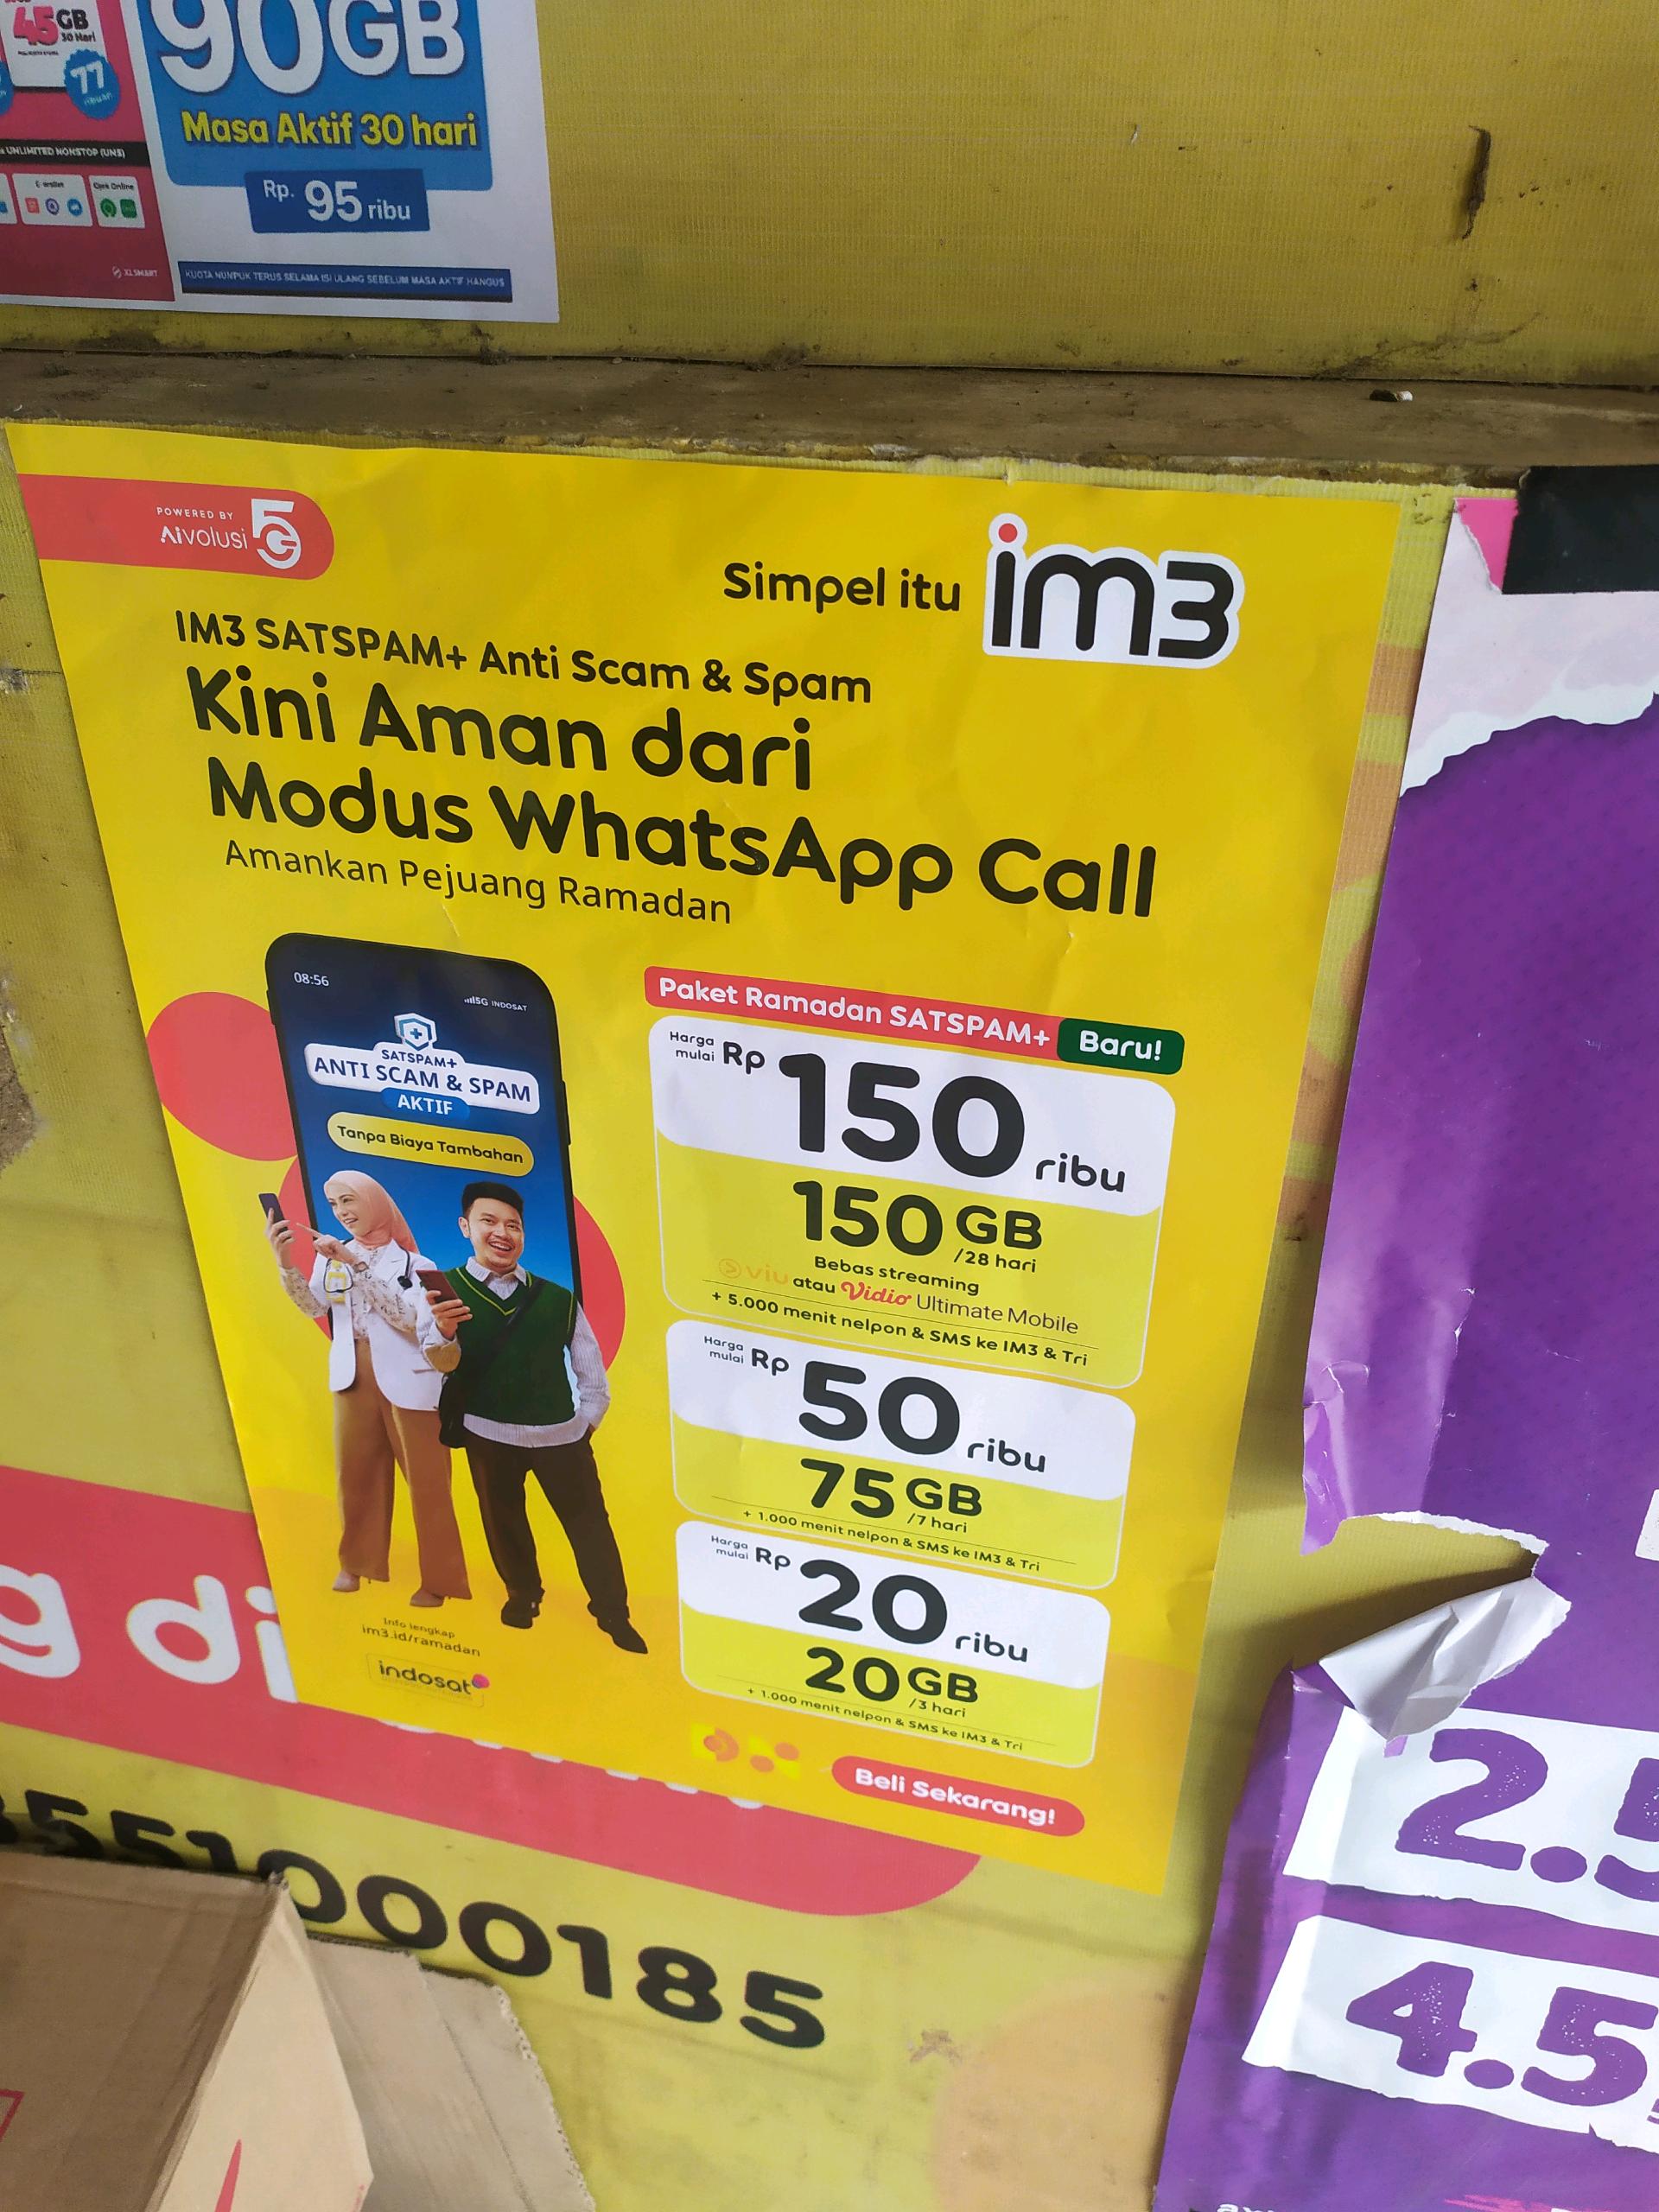 45GB
30 Hari
77
ribuan
UNLIMITED NONSTOP (UNS)
E-wallet
Ojek Online
XLSMART
90GB
Masa Aktif 30 hari
Rp. 95 ribu
KUOTA NUNPUK TERUS SELAMA ISI ULANG SEBELUM MASA AKTIF HANGUS
POWERED BY
AIvolusi 5G
Simpel itu im3
IM3 SATSPAM+ Anti Scam & Spam
Kini Aman dari
Modus WhatsApp Call
Amankan Pejuang Ramadan
08:56
5G INDOSAT
SATSPAM+
ANTI SCAM & SPAM
AKTIF
Tanpa Biaya Tambahan
Paket Ramadan SATSPAM+ Baru!
Harga mulai Rp 150 ribu
150 GB /28 hari
Bebas streaming
viu atau Vidio Ultimate Mobile
+ 5.000 menit nelpon & SMS ke IM3 & Tri
Harga mulai Rp 50 ribu
75 GB /7 hari
+ 1.000 menit nelpon & SMS ke IM3 & Tri
Harga mulai Rp 20 ribu
20 GB /3 hari
+ 1.000 menit nelpon & SMS ke IM3 & Tri
Info lengkap
im3.id/ramadan
indosat
Beli Sekarang!
g di
551000185
2.5
4.5